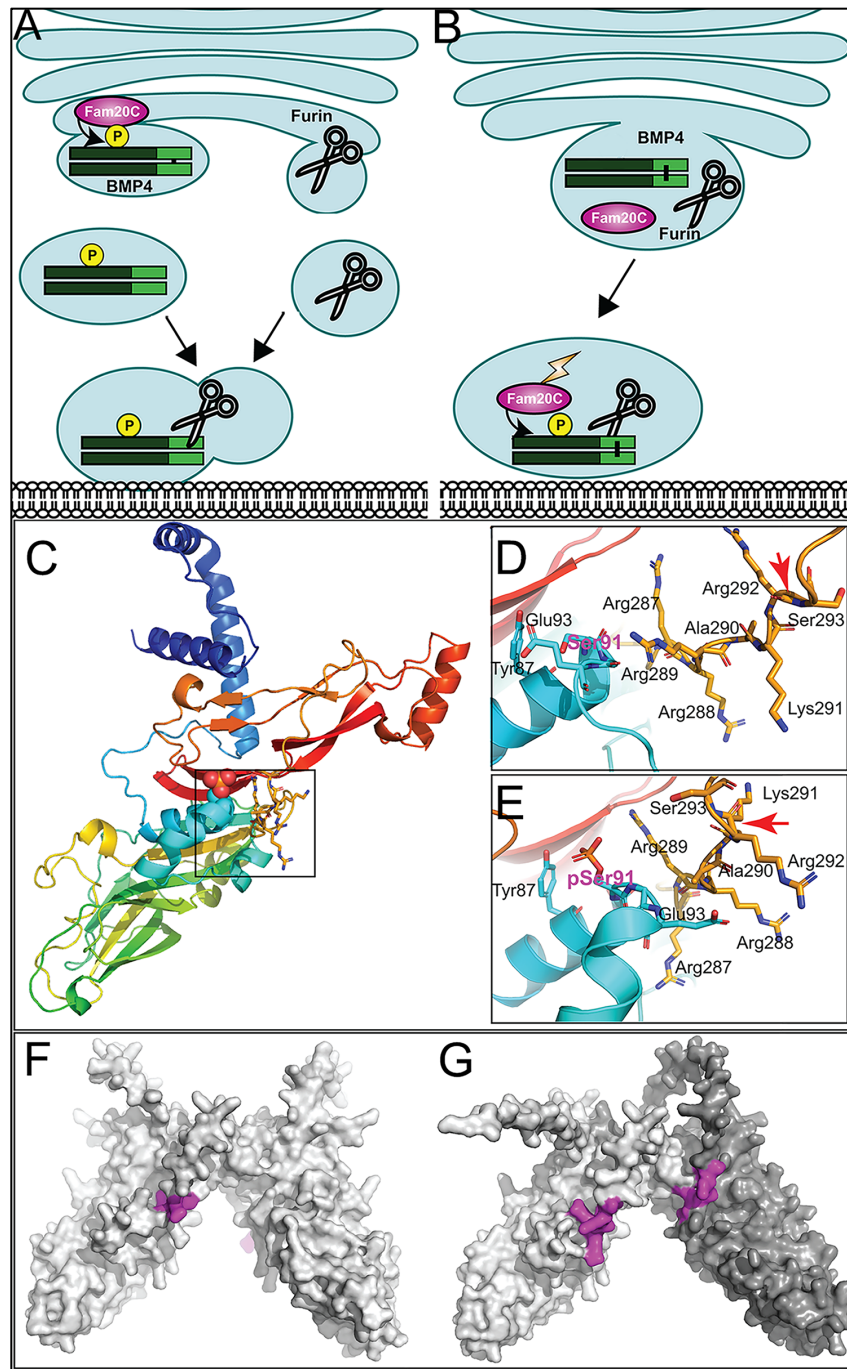 A
Fam20C
P
BMP4
Furin
P
P
B
BMP4
Fam20C
Furin
Fam20C
P
C
D
Arg287
Arg292
Glu93
Ser91
Ala290
Ser293
Tyr87
Arg289
Arg288
Lys291
E
Lys291
Ser293
Arg289
Tyr87
pSer91
Ala290
Arg292
Glu93
Arg288
Arg287
F
G